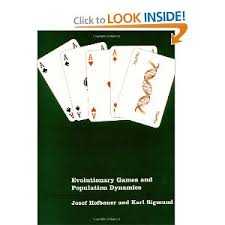 Click to LOOK INSIDE!
Evolutionary Games and
Population Dynamics
Josef Hofbauer and Karl Sigmund